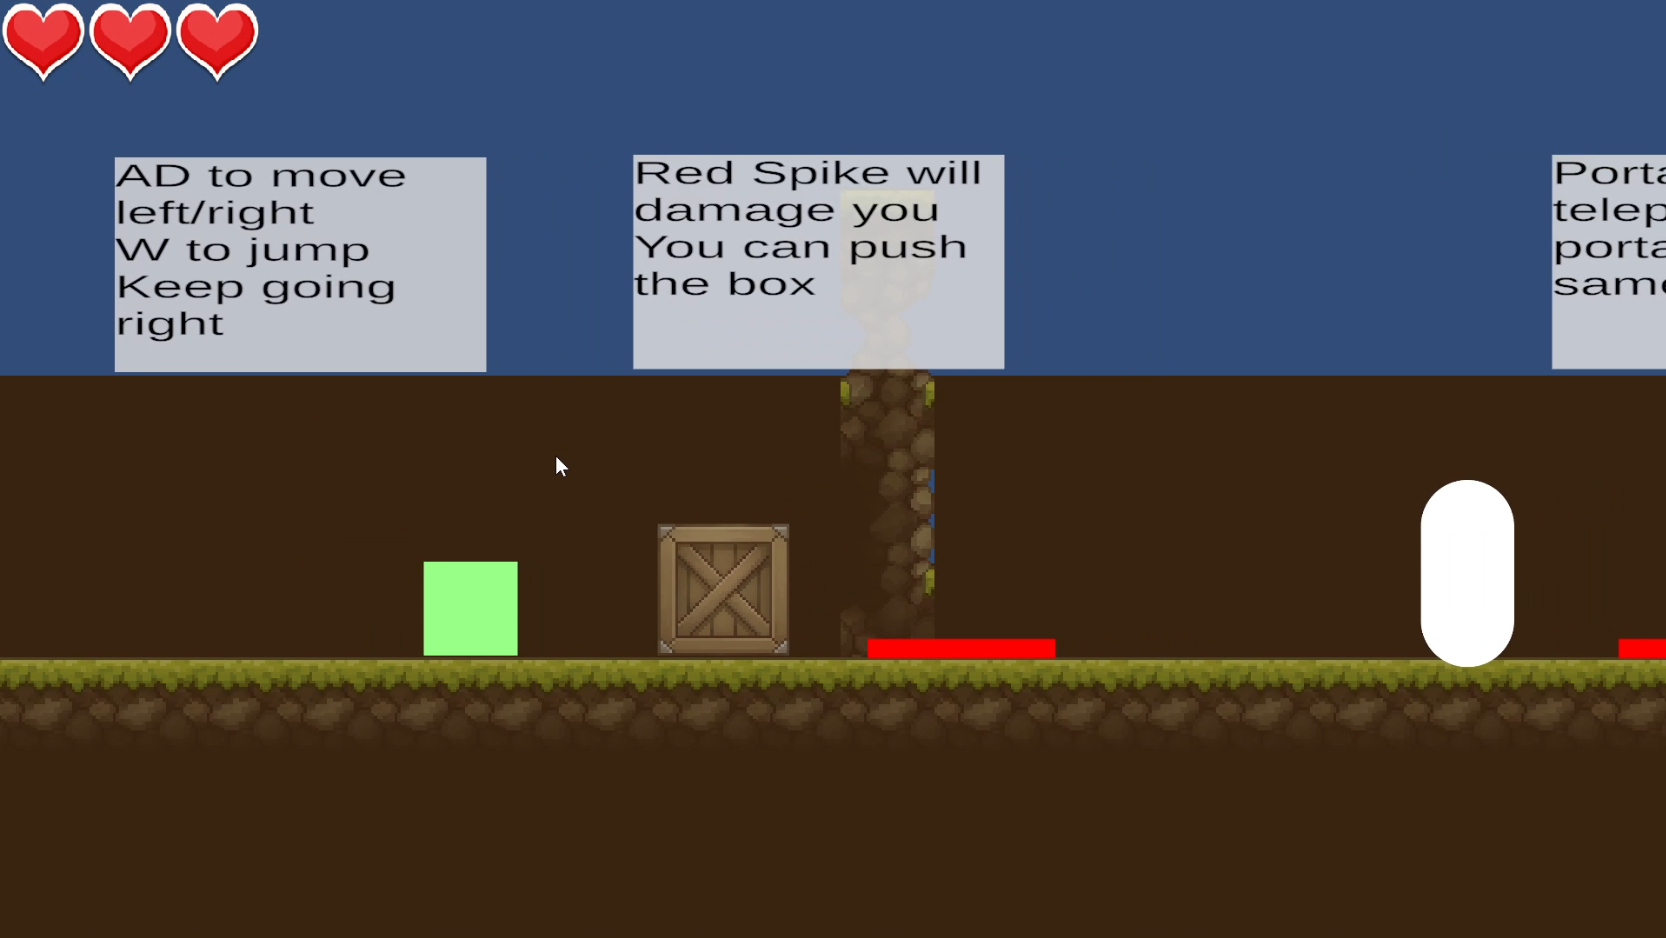 AD to move
left/right
W to jump
Keep going
right
Red Spike will
damage you
You can push
the box